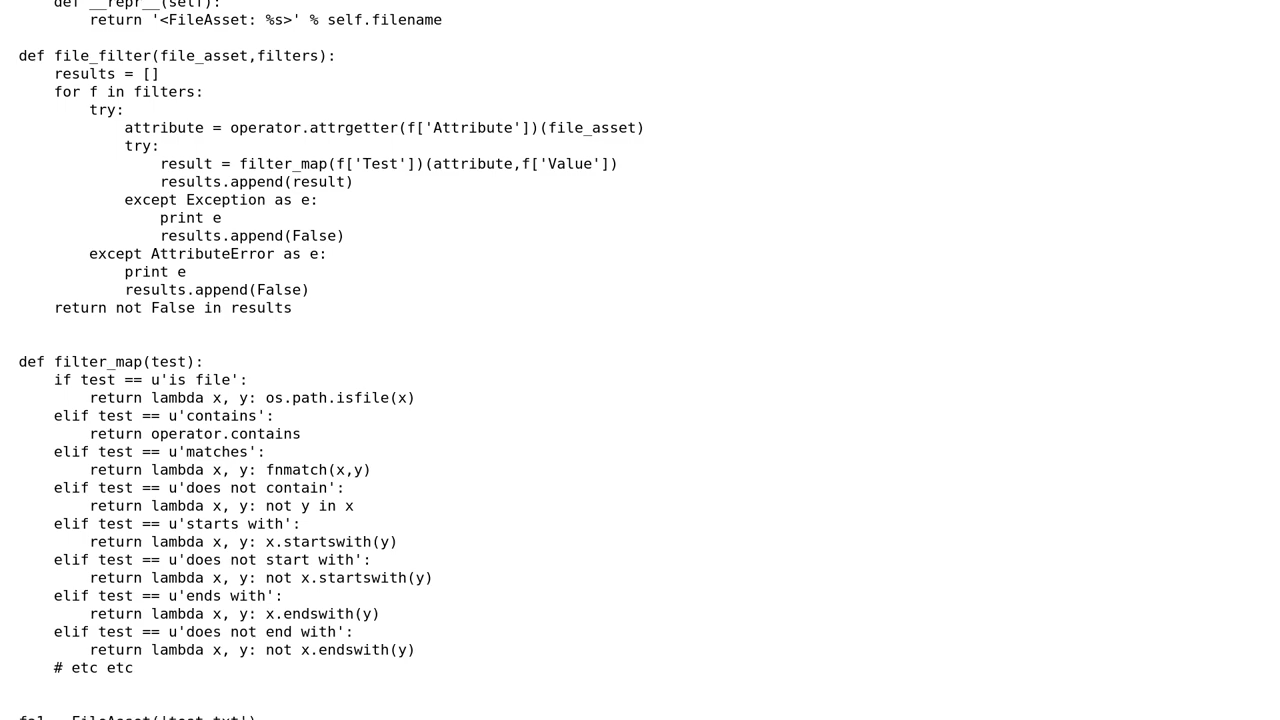 def __repr__(self):
return '<FileAsset: %s>' % self.filename
def file_filter(file_asset,filters):
results = []
for f in filters:
try:
attribute = operator.attrgetter(f['Attribute'])(file_asset)
try:
result = filter_map(f['Test'])(attribute,f['Value'])
results.append(result)
except Exception as e:
print e
results.append(False)
except AttributeError as e:
print e
results.append(False)
return not False in results
def filter_map(test):
if test == u'is file':
return lambda x, y: os.path.isfile(x)
elif test == u'contains':
return operator.contains
elif test == u'matches':
return lambda x, y: fnmatch(x,y)
elif test == u'does not contain':
return lambda x, y: not y in x
elif test == u'starts with':
return lambda x, y: x.startswith(y)
elif test == u'does not start with':
return lambda x, y: not x.startswith(y)
elif test == u'ends with':
return lambda x, y: x.endswith(y)
elif test == u'does not end with':
return lambda x, y: not x.endswith(y)
# etc etc
FileAsset('test.txt')